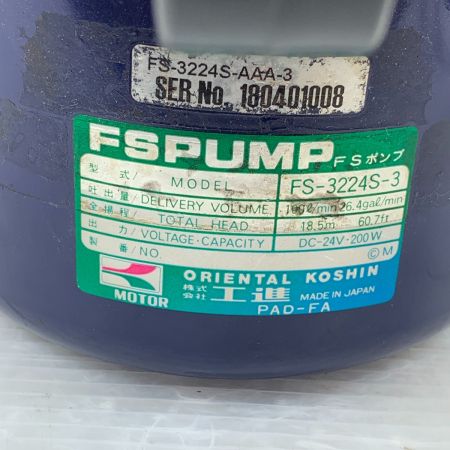 FS-3224S-AAA-3
SER.No. 180401008
FSPUMP FSポンプ
型式/MODEL FS-3224S-3
吐出量/DELIVERY VOLUME 100ℓ/min 26.4gaℓ/min
全揚程/TOTAL HEAD 18.5m 60.7ft
出力/VOLTAGE·CAPACITY DC-24V·200W
製番/NO. ⓒM
MOTOR
ORIENTAL KOSHIN
株式会社 工進 MADE IN JAPAN
PAD-FA